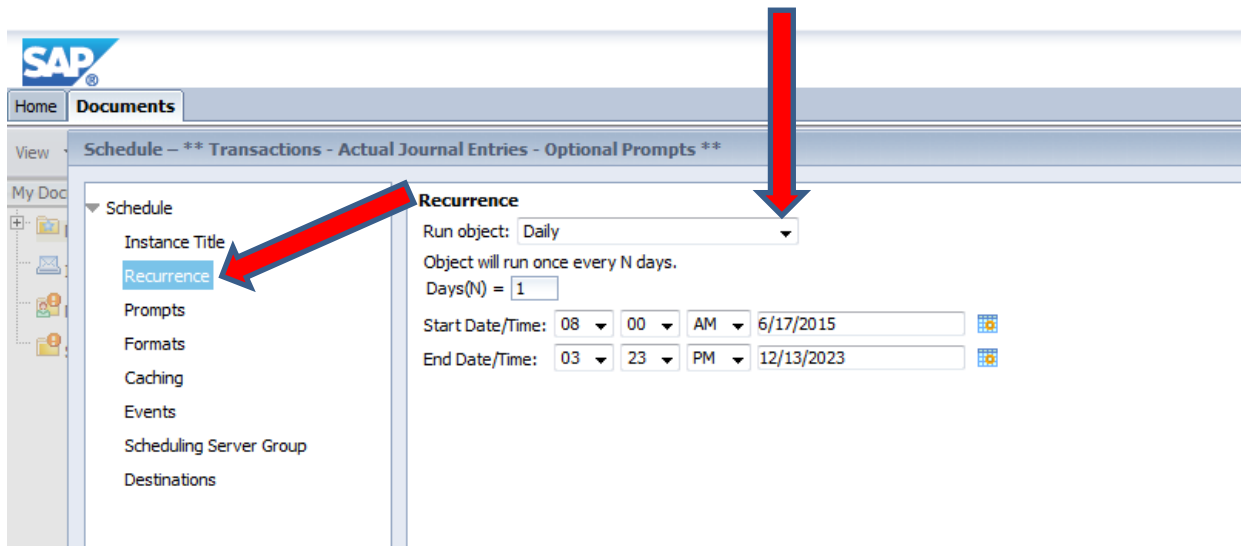 SAP®
Home Documents
View Schedule – ** Transactions - Actual Journal Entries - Optional Prompts **
My Doc
Schedule
Instance Title
Recurrence
Prompts
Formats
Caching
Events
Scheduling Server Group
Destinations
Recurrence
Run object: Daily
Object will run once every N days.
Days(N) = 1
Start Date/Time: 08 00 AM 6/17/2015
End Date/Time: 03 23 PM 12/13/2023